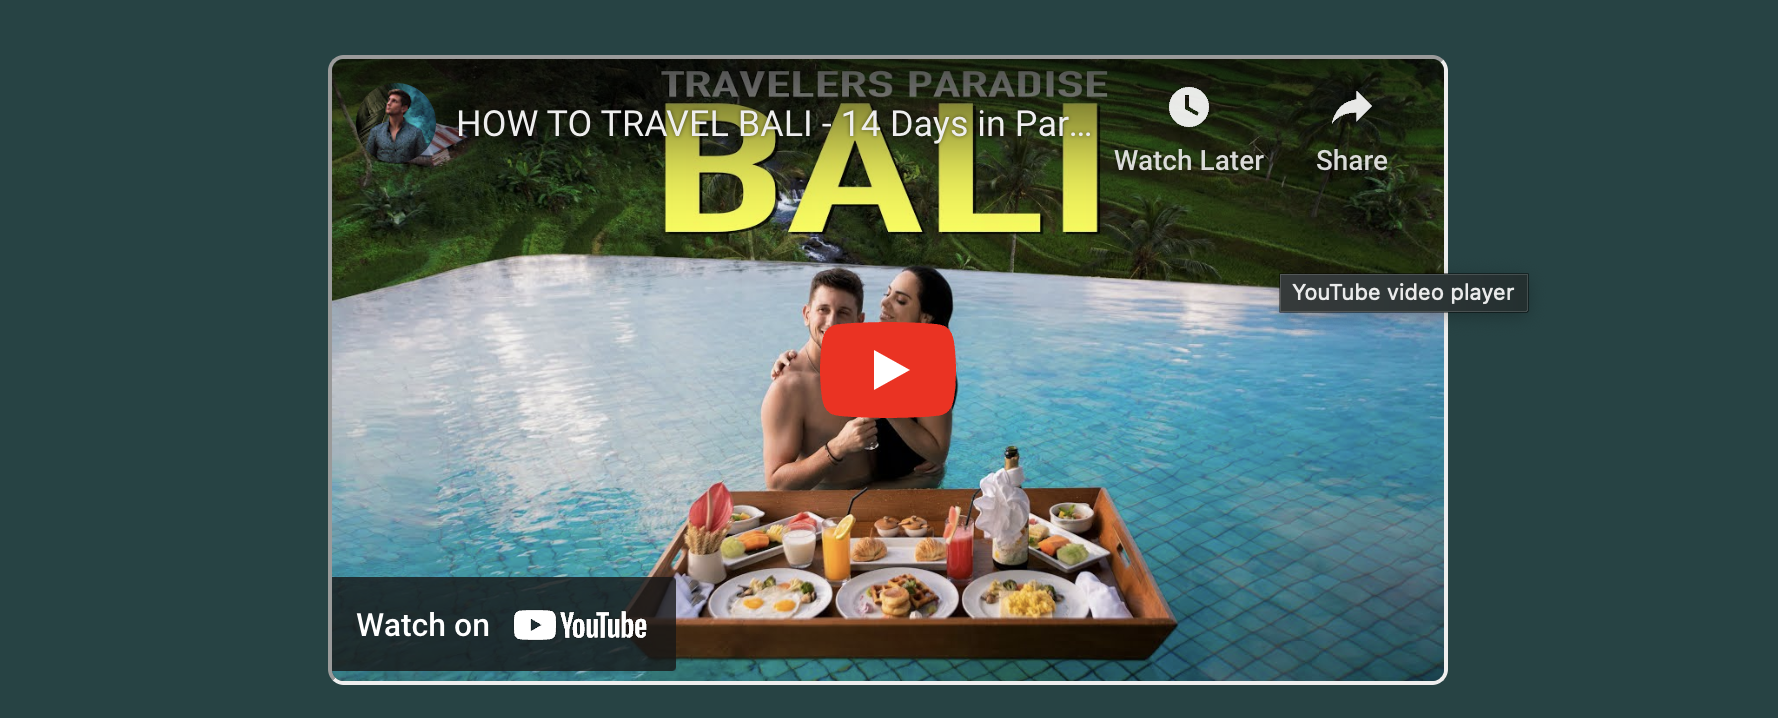 TRAVELERS PARADISE
HOW TO TRAVEL BALI - 14 Days in Par...
BALI
Watch Later
Share
YouTube video player
Watch on YouTube